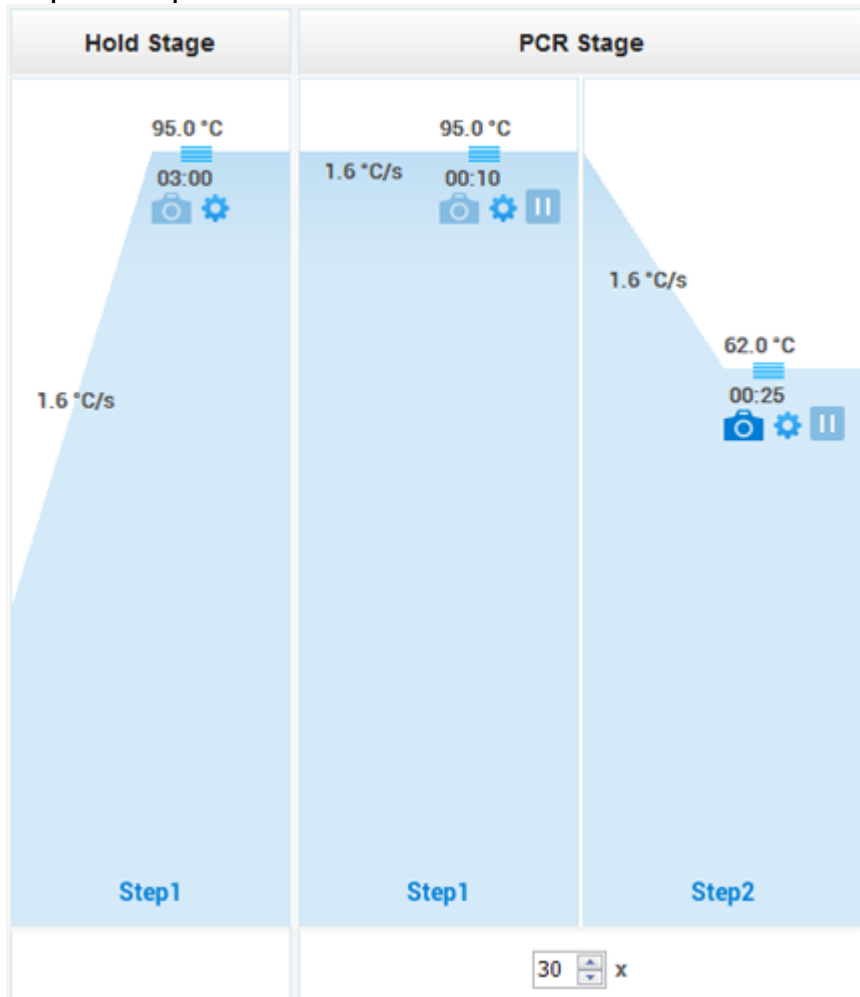 Hold Stage
PCR Stage
95.0 °C
03:00
1.6 °C/s
Step1
95.0 °C
1.6 °C/s
00:10
Step1
1.6 °C/s
62.0 °C
00:25
Step2
30 x